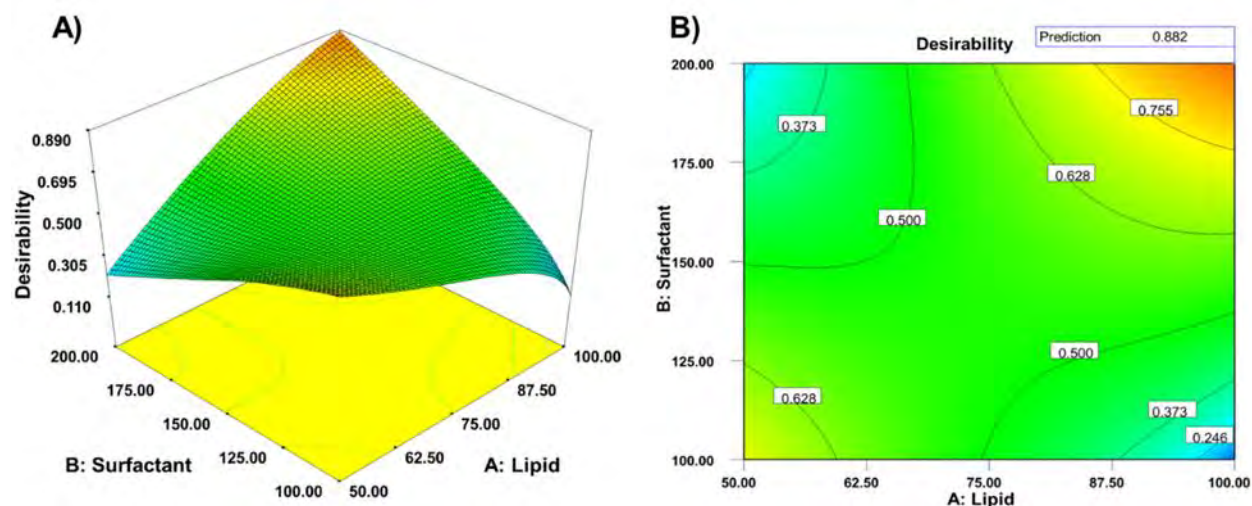 A)
0.890
0.695
0.500
0.305
0.110
Desirability
200.00
175.00
150.00
125.00
100.00
B: Surfactant
100.00
87.50
75.00
62.50
50.00
A: Lipid
B)
Desirability
Prediction 0.882
200.00
175.00
150.00
125.00
100.00
B: Surfactant
0.373
0.755
0.628
0.500
0.500
0.628
0.373
0.246
50.00 62.50 75.00 87.50 100.00
A: Lipid